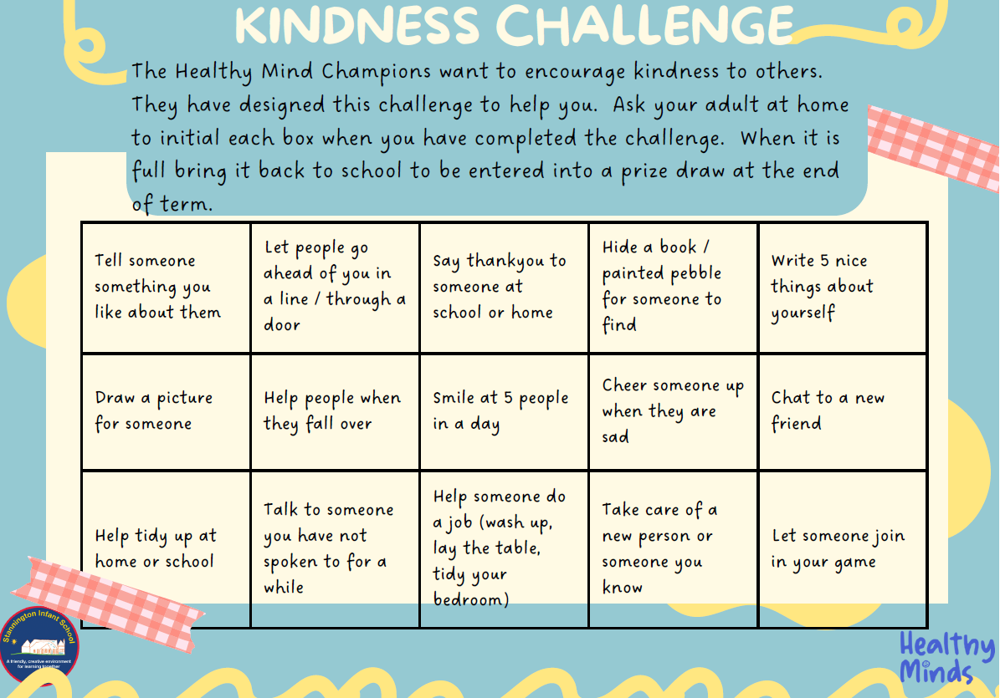 KINDNESS CHALLENGE
The Healthy Mind Champions want to encourage kindness to others.
They have designed this challenge to help you.  Ask your adult at home
to initial each box when you have completed the challenge.  When it is
full bring it back to school to be entered into a prize draw at the end
of term.
Tell someone
something you
like about them
Let people go
ahead of you in
a line / through a
door
Say thankyou to
someone at
school or home
Hide a book /
painted pebble
for someone to
find
Write 5 nice
things about
yourself
Draw a picture
for someone
Help people when
they fall over
Smile at 5 people
in a day
Cheer someone up
when they are
sad
Chat to a new
friend
Help tidy up at
home or school
Talk to someone
you have not
spoken to for a
while
Help someone do
a job (wash up,
lay the table,
tidy your
bedroom)
Take care of a
new person or
someone you
know
Let someone join
in your game
Stannington Infant School
A friendly, creative environment
for learning together
Healthy
Minds